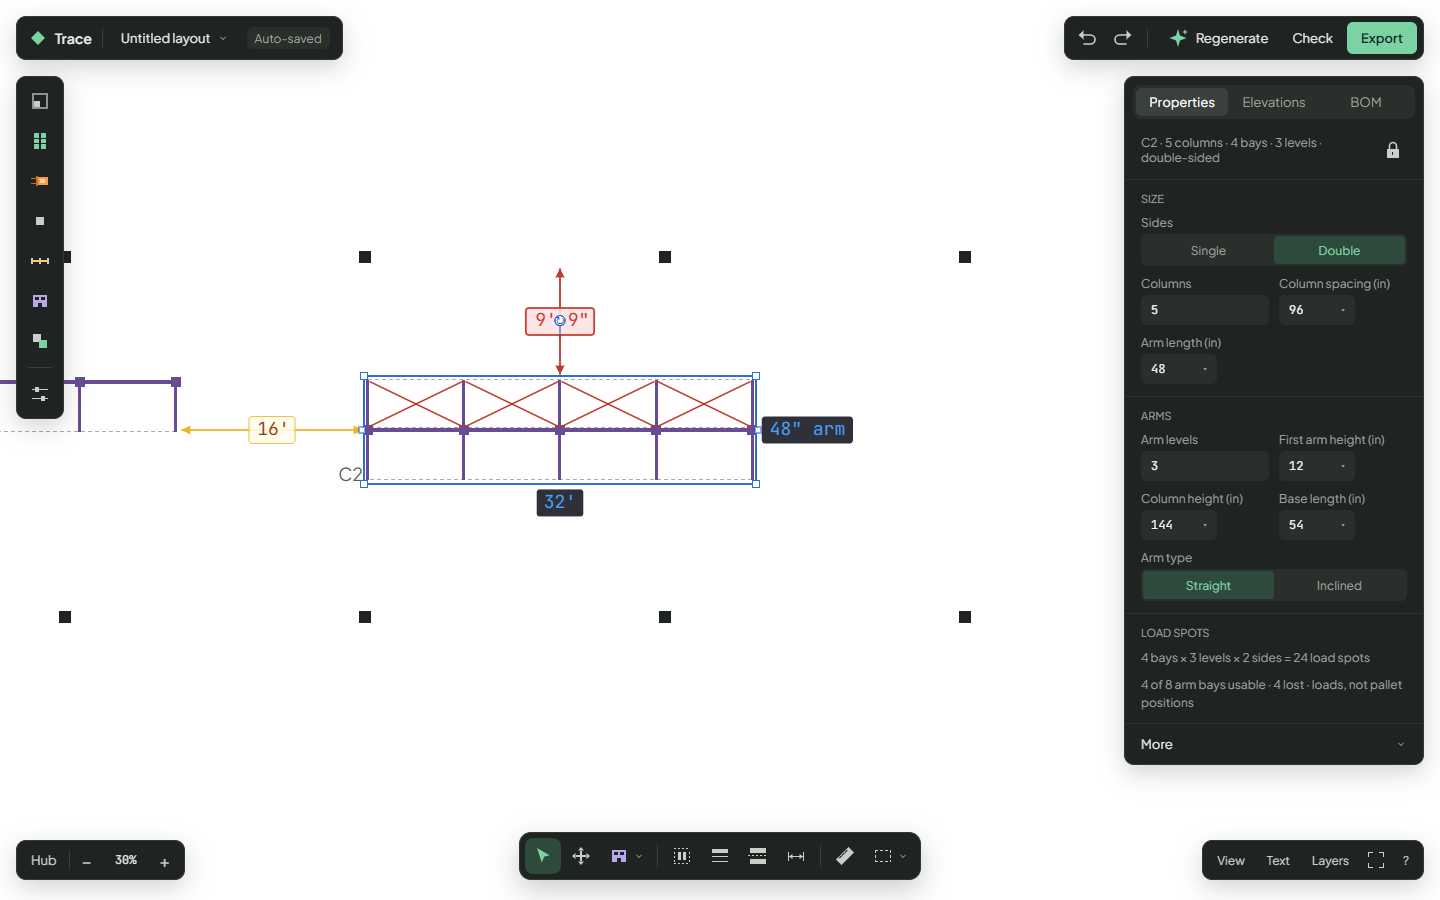 Trace
Untitled layout
Auto-saved
Regenerate
Check
Export
Properties
Elevations
BOM
C2 · 5 columns · 4 bays · 3 levels ·
double-sided
SIZE
Sides
Single
Double
Columns
Column spacing (in)
5
96
Arm length (in)
48
ARMS
Arm levels
First arm height (in)
3
12
Column height (in)
Base length (in)
144
54
Arm type
Straight
Inclined
LOAD SPOTS
4 bays × 3 levels × 2 sides = 24 load spots
4 of 8 arm bays usable · 4 lost · loads, not pallet
positions
More
9' 9"
16'
48" arm
C2
32'
Hub
−
30%
+
View
Text
Layers
?